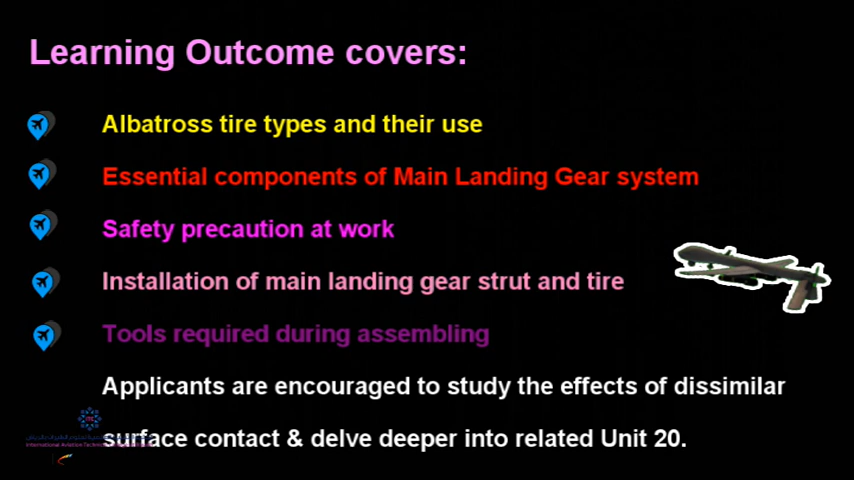 Learning Outcome covers:
Albatross tire types and their use
Essential components of Main Landing Gear system
Safety precaution at work
Installation of main landing gear strut and tire
Tools required during assembling
Applicants are encouraged to study the effects of dissimilar
surface contact & delve deeper into related Unit 20.
International Aviation